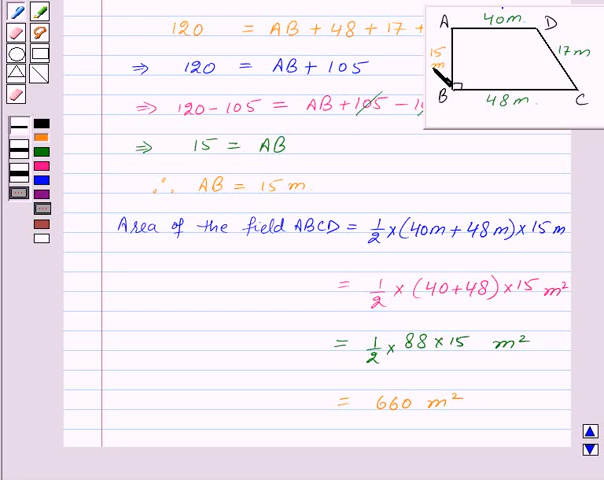 120 = AB + 48 + 17 +
⇒ 120 = AB + 105
⇒ 120 - 105 = AB + 105 - 1
⇒ 15 = AB
∴ AB = 15 m.
Area of the field ABCD = 1/2 × (40m + 48m) × 15 m
= 1/2 × (40+48) × 15 m²
= 1/2 × 88 × 15 m²
= 660 m²
A 40m. D
15 m
17m
B 48m. C